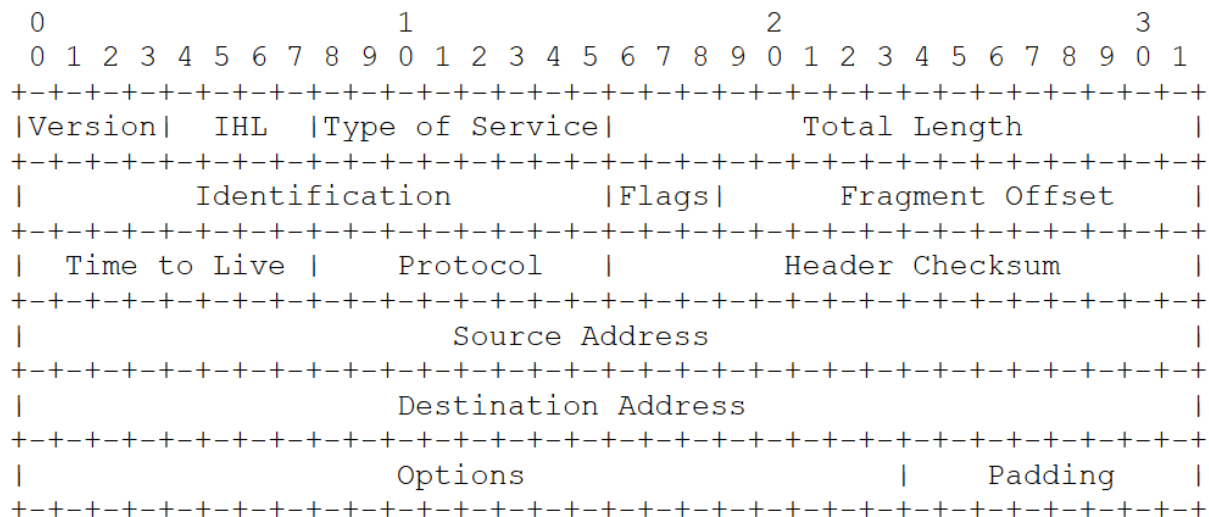 0                   1                   2                   3
 0 1 2 3 4 5 6 7 8 9 0 1 2 3 4 5 6 7 8 9 0 1 2 3 4 5 6 7 8 9 0 1
+-+-+-+-+-+-+-+-+-+-+-+-+-+-+-+-+-+-+-+-+-+-+-+-+-+-+-+-+-+-+-+-+
|Version|  IHL  |Type of Service|          Total Length         |
+-+-+-+-+-+-+-+-+-+-+-+-+-+-+-+-+-+-+-+-+-+-+-+-+-+-+-+-+-+-+-+-+
|         Identification        |Flags|      Fragment Offset    |
+-+-+-+-+-+-+-+-+-+-+-+-+-+-+-+-+-+-+-+-+-+-+-+-+-+-+-+-+-+-+-+-+
|  Time to Live |    Protocol   |         Header Checksum       |
+-+-+-+-+-+-+-+-+-+-+-+-+-+-+-+-+-+-+-+-+-+-+-+-+-+-+-+-+-+-+-+-+
|                       Source Address                          |
+-+-+-+-+-+-+-+-+-+-+-+-+-+-+-+-+-+-+-+-+-+-+-+-+-+-+-+-+-+-+-+-+
|                    Destination Address                        |
+-+-+-+-+-+-+-+-+-+-+-+-+-+-+-+-+-+-+-+-+-+-+-+-+-+-+-+-+-+-+-+-+
|                    Options                    |    Padding    |
+-+-+-+-+-+-+-+-+-+-+-+-+-+-+-+-+-+-+-+-+-+-+-+-+-+-+-+-+-+-+-+-+